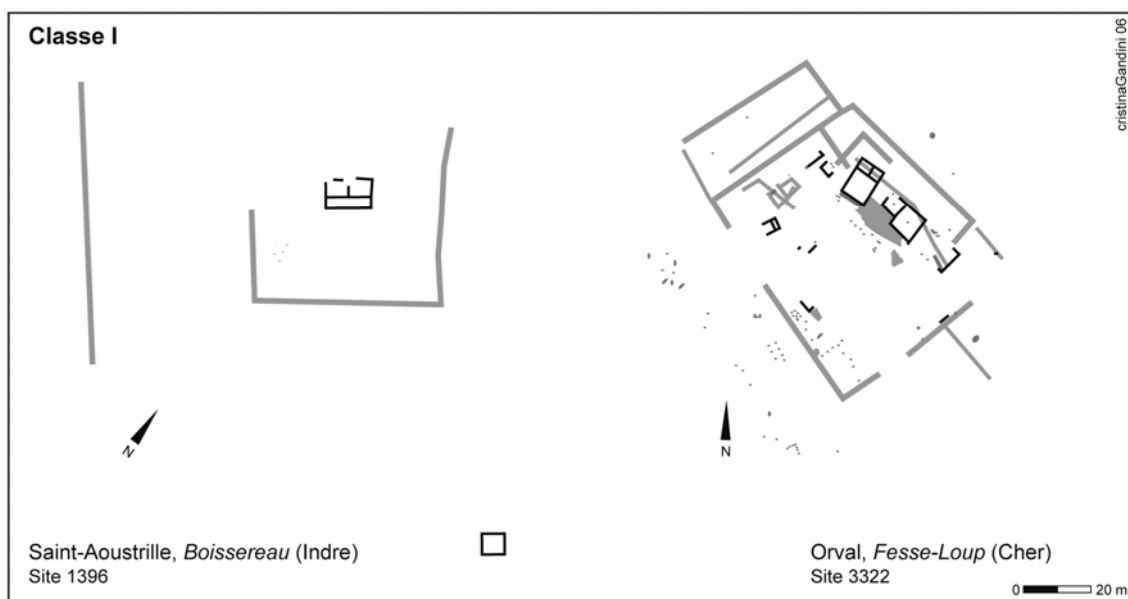 Classe I
cristinaGandini 06
N
N
Saint-Aoustrille, Boissereau (Indre)
Site 1396
Orval, Fesse-Loup (Cher)
Site 3322
0 20 m